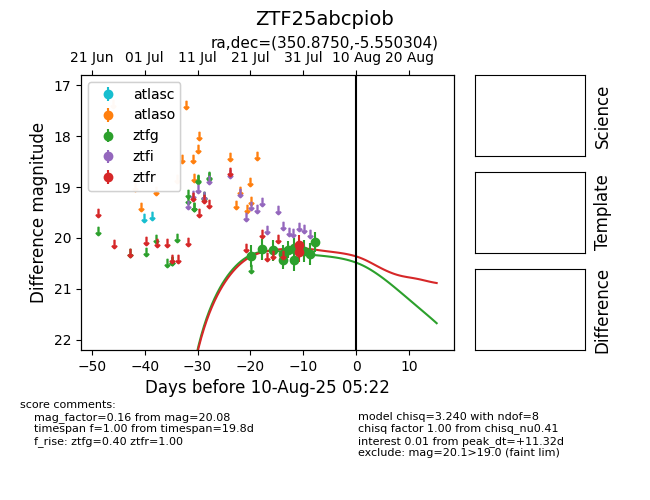 ZTF25abcpiob
ra,dec=(350.8750,-5.550304)
21 Jun 01 Jul 11 Jul 21 Jul 31 Jul 10 Aug 20 Aug
17
18
19
20
21
22
Difference magnitude
atlasc
atlaso
ztfg
ztfi
ztfr
−50 −40 −30 −20 −10 0 10
Days before 10-Aug-25 05:22
Science
Template
Difference
score comments:
mag_factor=0.16 from mag=20.08
timespan f=1.00 from timespan=19.8d
f_rise: ztfg=0.40 ztfr=1.00
model chisq=3.240 with ndof=8
chisq factor 1.00 from chisq_nu0.41
interest 0.01 from peak_dt=+11.32d
exclude: mag=20.1>19.0 (faint lim)